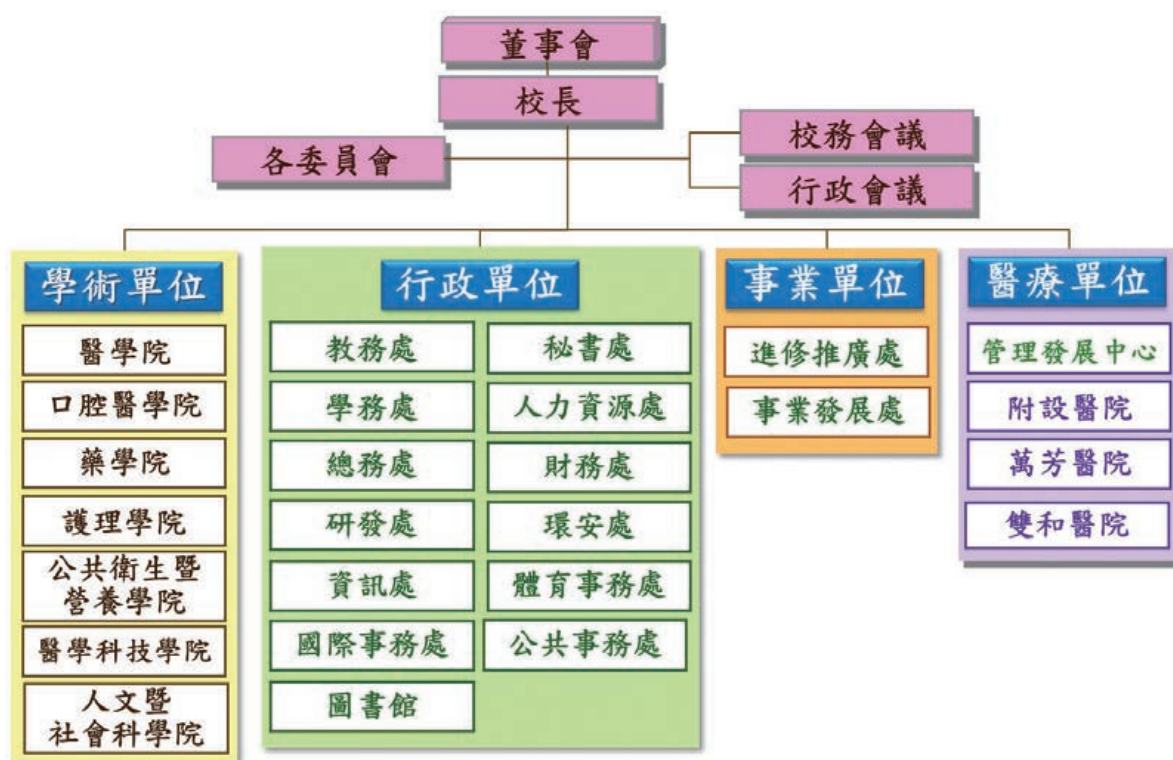 董事會
校長
各委員會
校務會議
行政會議
學術單位
醫學院
口腔醫學院
藥學院
護理學院
公共衛生暨
營養學院
醫學科技學院
人文暨
社會科學院
行政單位
教務處
秘書處
學務處
人力資源處
總務處
財務處
研發處
環安處
資訊處
體育事務處
國際事務處
公共事務處
圖書館
事業單位
進修推廣處
事業發展處
醫療單位
管理發展中心
附設醫院
萬芳醫院
雙和醫院